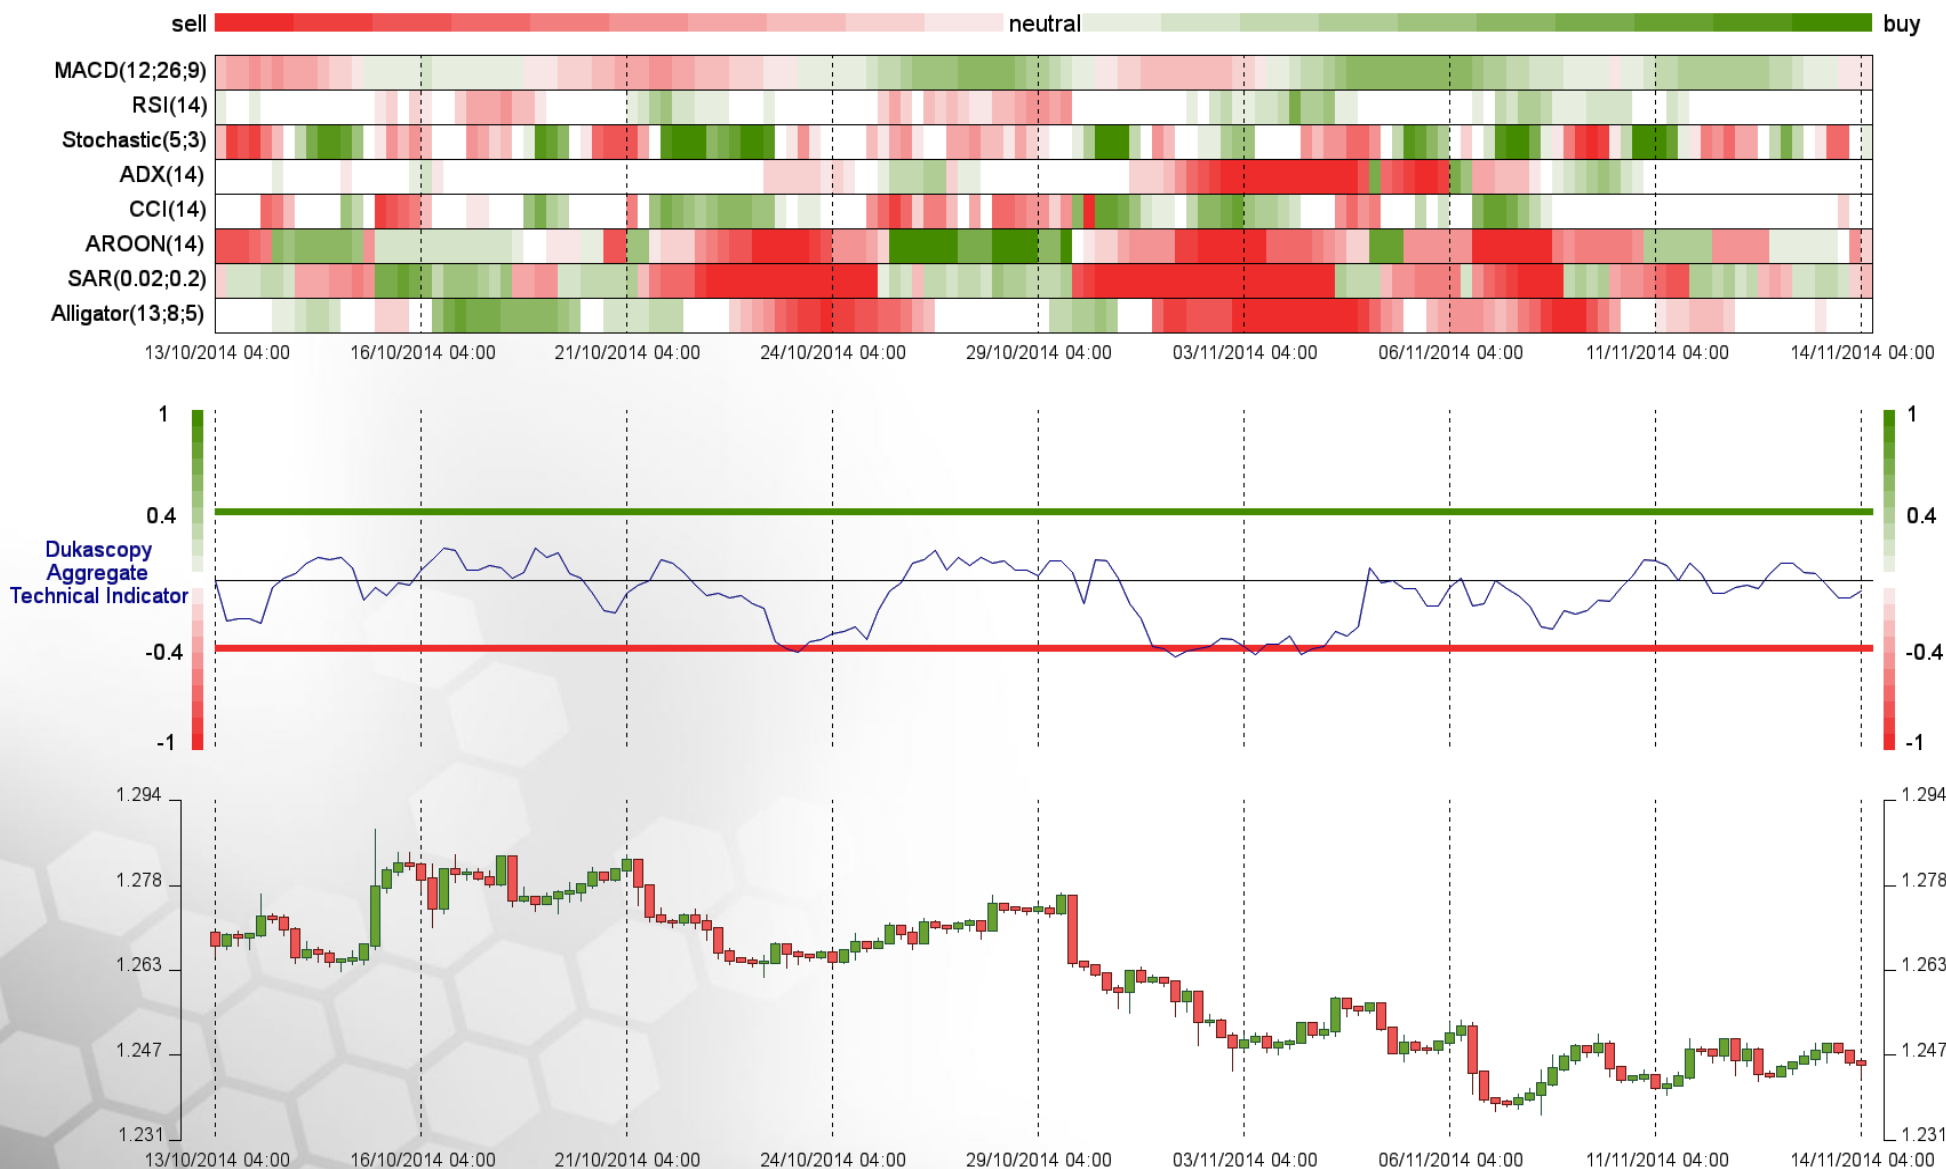 sell neutral buy
MACD(12;26;9)
RSI(14)
Stochastic(5;3)
ADX(14)
CCI(14)
AROON(14)
SAR(0.02;0.2)
Alligator(13;8;5)
13/10/2014 04:00 16/10/2014 04:00 21/10/2014 04:00 24/10/2014 04:00 29/10/2014 04:00 03/11/2014 04:00 06/11/2014 04:00 11/11/2014 04:00 14/11/2014 04:00
1 1
0.4 0.4
Dukascopy
Aggregate
Technical Indicator
-0.4 -0.4
-1 -1
1.294 1.294
1.278 1.278
1.263 1.263
1.247 1.247
1.231 1.231
13/10/2014 04:00 16/10/2014 04:00 21/10/2014 04:00 24/10/2014 04:00 29/10/2014 04:00 03/11/2014 04:00 06/11/2014 04:00 11/11/2014 04:00 14/11/2014 04:00